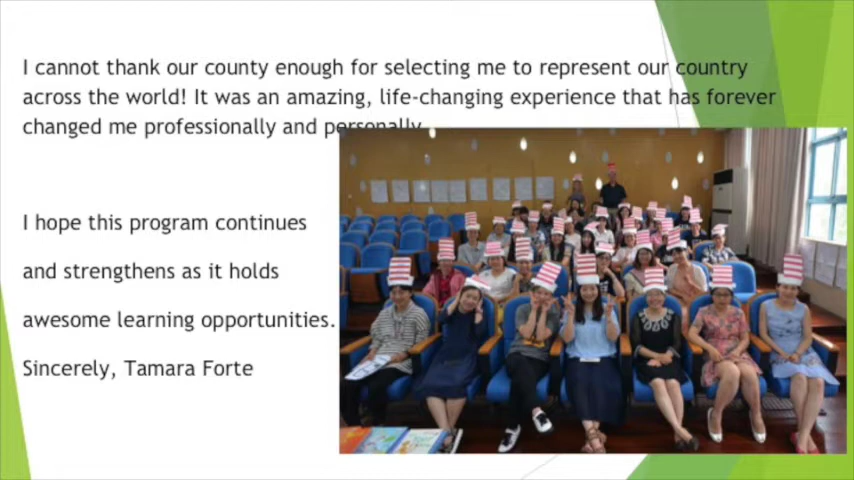 I cannot thank our county enough for selecting me to represent our country
across the world! It was an amazing, life-changing experience that has forever
changed me professionally and personally.
I hope this program continues
and strengthens as it holds
awesome learning opportunities.
Sincerely, Tamara Forte